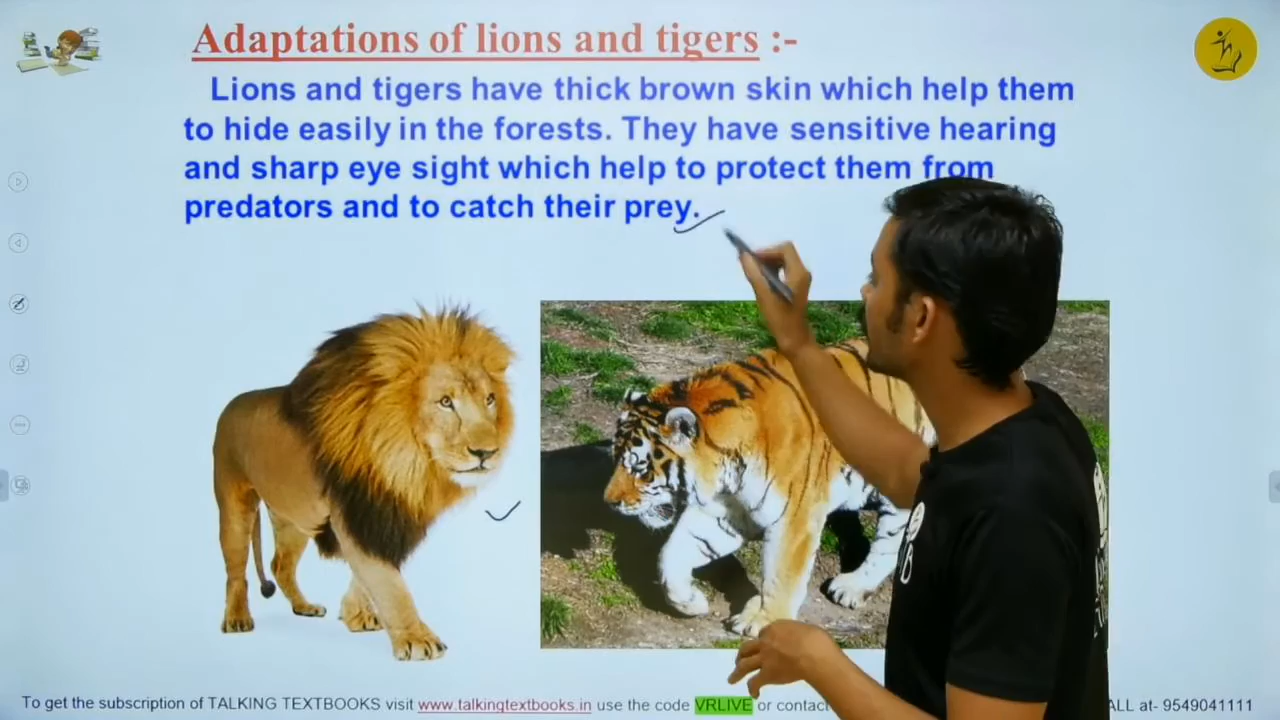 Adaptations of lions and tigers :-
Lions and tigers have thick brown skin which help them
to hide easily in the forests. They have sensitive hearing
and sharp eye sight which help to protect them from
predators and to catch their prey.
To get the subscription of TALKING TEXTBOOKS visit www.talkingtextbooks.in use the code VRLIVE or contact ALL at- 9549041111